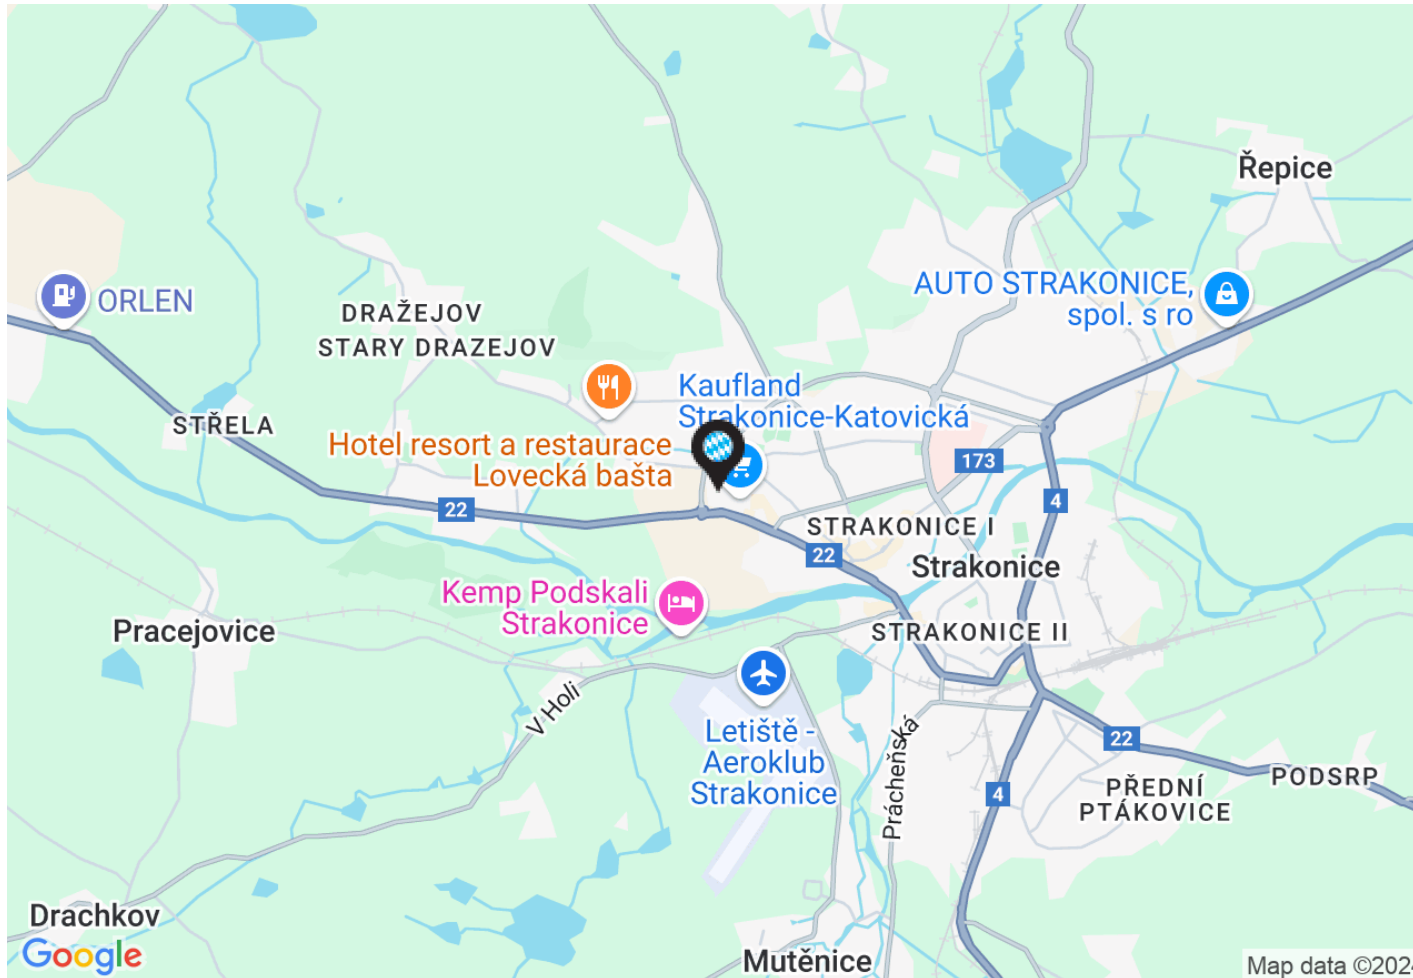 Řepice
AUTO STRAKONICE,
spol. s ro
ORLEN
DRAŽEJOV
STARY DRAZEJOV
Kaufland
Strakonice-Katovická
STŘELA
Hotel resort a restaurace
Lovecká bašta
173
22
4
STRAKONICE I
22
Strakonice
Kemp Podskali
Strakonice
Pracejovice
STRAKONICE II
V Holi
Letiště -
Aeroklub
Strakonice
Prácheňská
22
4
PODSRP
PŘEDNÍ
PTÁKOVICE
Drachkov
Google
Mutěnice
Map data ©202